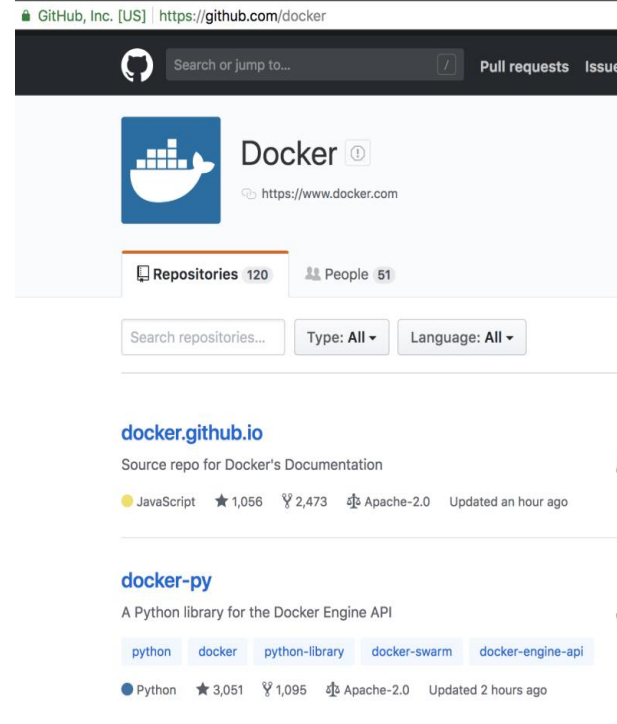 GitHub, Inc. [US] https://github.com/docker
Search or jump to... / Pull requests Issue
Docker
https://www.docker.com
Repositories 120 People 51
Search repositories... Type: All Language: All
docker.github.io
Source repo for Docker's Documentation
JavaScript 1,056 2,473 Apache-2.0 Updated an hour ago
docker-py
A Python library for the Docker Engine API
python docker python-library docker-swarm docker-engine-api
Python 3,051 1,095 Apache-2.0 Updated 2 hours ago